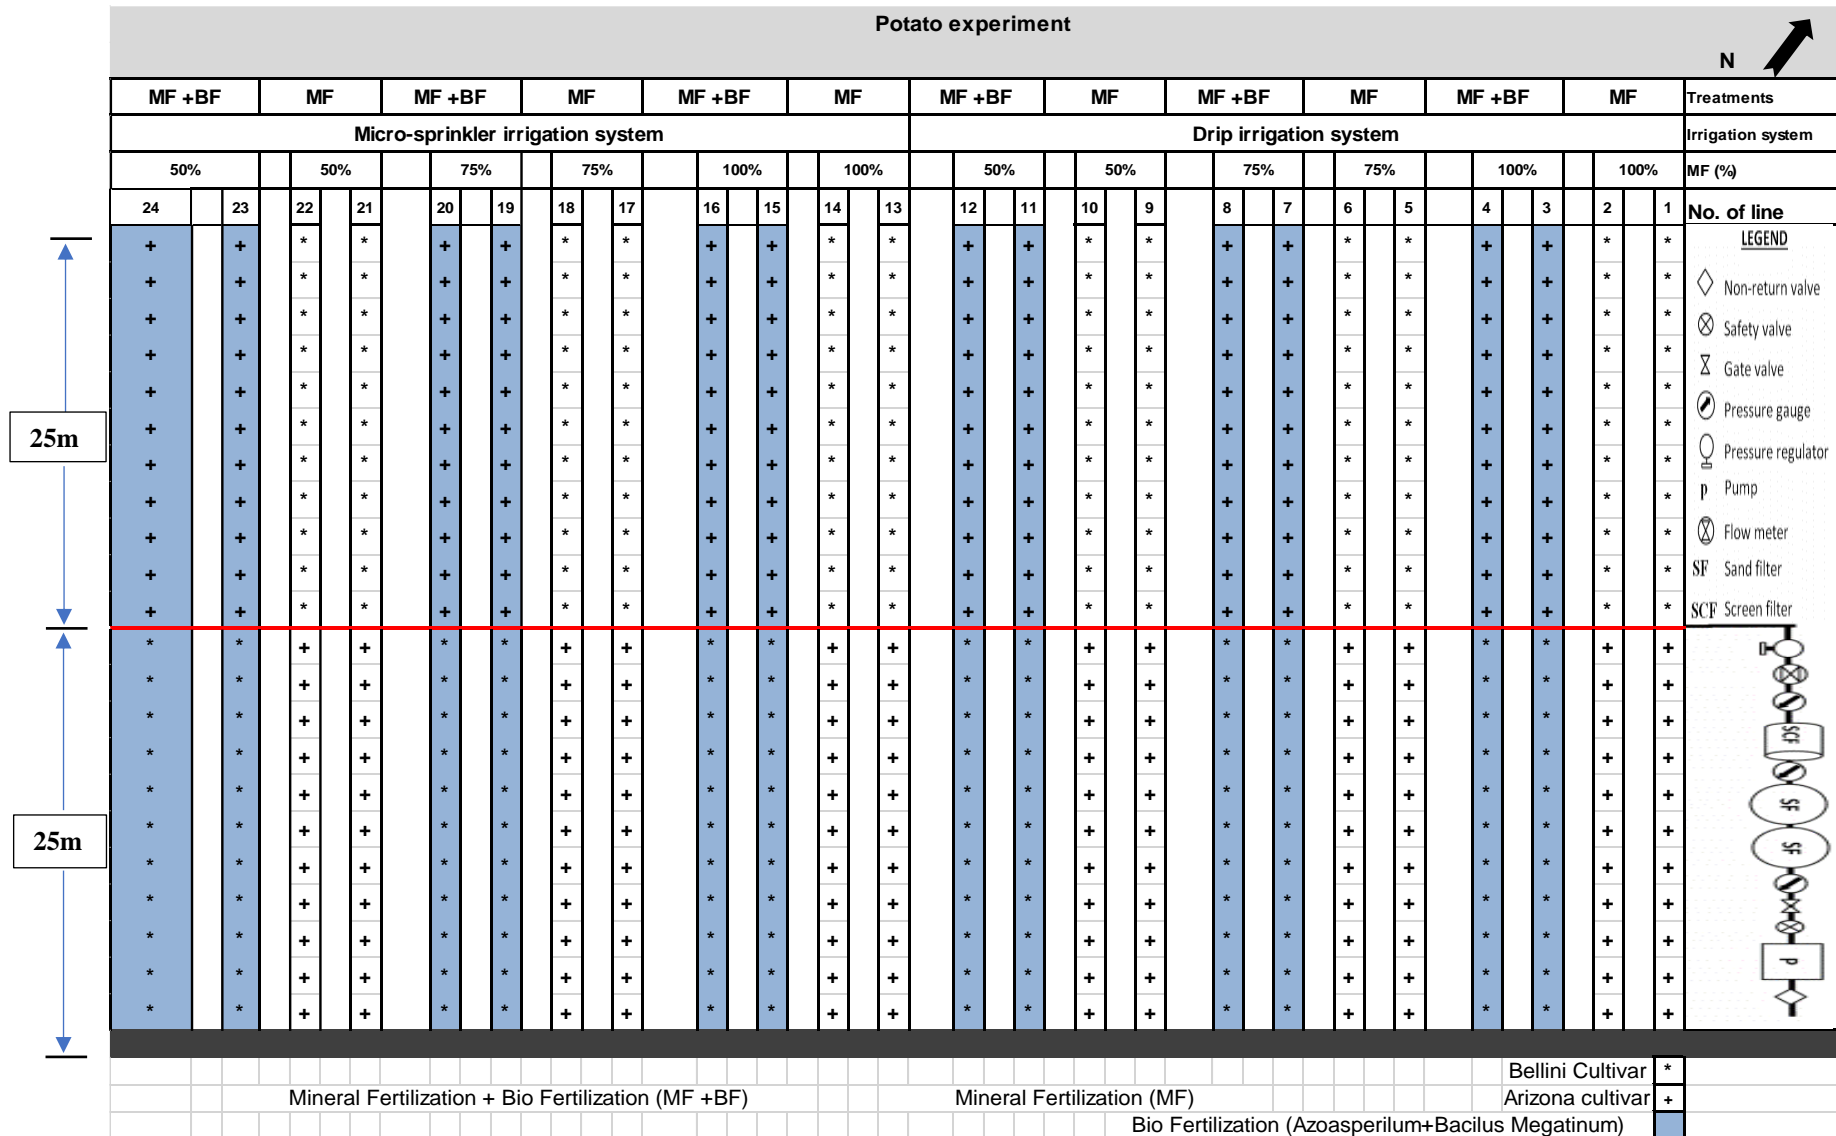 Potato experiment
N
MF +BF MF MF +BF MF MF +BF MF MF +BF MF MF +BF MF MF +BF MF Treatments
Micro-sprinkler irrigation system Drip irrigation system Irrigation system
50% 50% 75% 75% 100% 100% 50% 50% 75% 75% 100% 100% MF (%)
24 23 22 21 20 19 18 17 16 15 14 13 12 11 10 9 8 7 6 5 4 3 2 1 No. of line
LEGEND
+ + * * + + * * + + * * + + * * + + * * + + * *
+ + * * + + * * + + * * + + * * + + * * + + * *
Non-return valve
+ + * * + + * * + + * * + + * * + + * * + + * *
Safety valve
+ + * * + + * * + + * * + + * * + + * * + + * *
Gate valve
+ + * * + + * * + + * * + + * * + + * * + + * *
Pressure gauge
+ + * * + + * * + + * * + + * * + + * * + + * *
25m
Pressure regulator
+ + * * + + * * + + * * + + * * + + * * + + * *
p Pump
+ + * * + + * * + + * * + + * * + + * * + + * *
Flow meter
+ + * * + + * * + + * * + + * * + + * * + + * *
SF Sand filter
+ + * * + + * * + + * * + + * * + + * * + + * *
SCF Screen filter
+ + * * + + * * + + * * + + * * + + * * + + * *
* * + + * * + + * * + + * * + + * * + + * * + +
* * + + * * + + * * + + * * + + * * + + * * + +
* * + + * * + + * * + + * * + + * * + + * * + +
SCF
* * + + * * + + * * + + * * + + * * + + * * + +
* * + + * * + + * * + + * * + + * * + + * * + +
SF
* * + + * * + + * * + + * * + + * * + + * * + +
25m
SF
* * + + * * + + * * + + * * + + * * + + * * + +
* * + + * * + + * * + + * * + + * * + + * * + +
* * + + * * + + * * + + * * + + * * + + * * + +
P
* * + + * * + + * * + + * * + + * * + + * * + +
* * + + * * + + * * + + * * + + * * + + * * + +
Bellini Cultivar *
Mineral Fertilization + Bio Fertilization (MF +BF) Mineral Fertilization (MF) Arizona cultivar +
Bio Fertilization (Azoasperilum+Bacilus Megatinum)